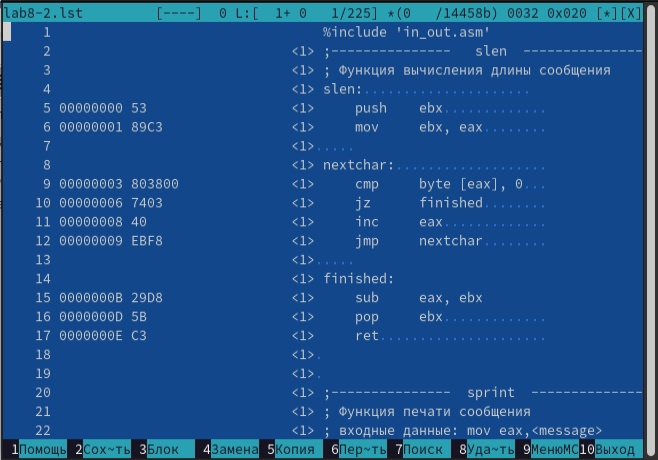 lab8-2.lst [----] 0 L:[ 1+ 0 1/225] *(0 /14458b) 0032 0x020 [*][X]
1 %include 'in_out.asm'
2 <1> ;--------------- slen ---------------
3 <1> ; Функция вычисления длины сообщения
4 <1> slen:.....................
5 00000000 53 <1> push ebx...........
6 00000001 89C3 <1> mov ebx, eax........
7 <1>.....
8 <1> nextchar:...................
9 00000003 803800 <1> cmp byte [eax], 0...
10 00000006 7403 <1> jz finished........
11 00000008 40 <1> inc eax.............
12 00000009 EBF8 <1> jmp nextchar........
13 <1>.....
14 <1> finished:
15 0000000B 29D8 <1> sub eax, ebx
16 0000000D 5B <1> pop ebx.............
17 0000000E C3 <1> ret.....................
18 <1>.
19 <1>.
20 <1> ;--------------- sprint --------------
21 <1> ; Функция печати сообщения
22 <1> ; входные данные: mov eax,<message>
1Помощь 2Сох~ть 3Блок 4Замена 5Копия 6Пер~ть 7Поиск 8Уда~ть 9МенюMC 10Выход